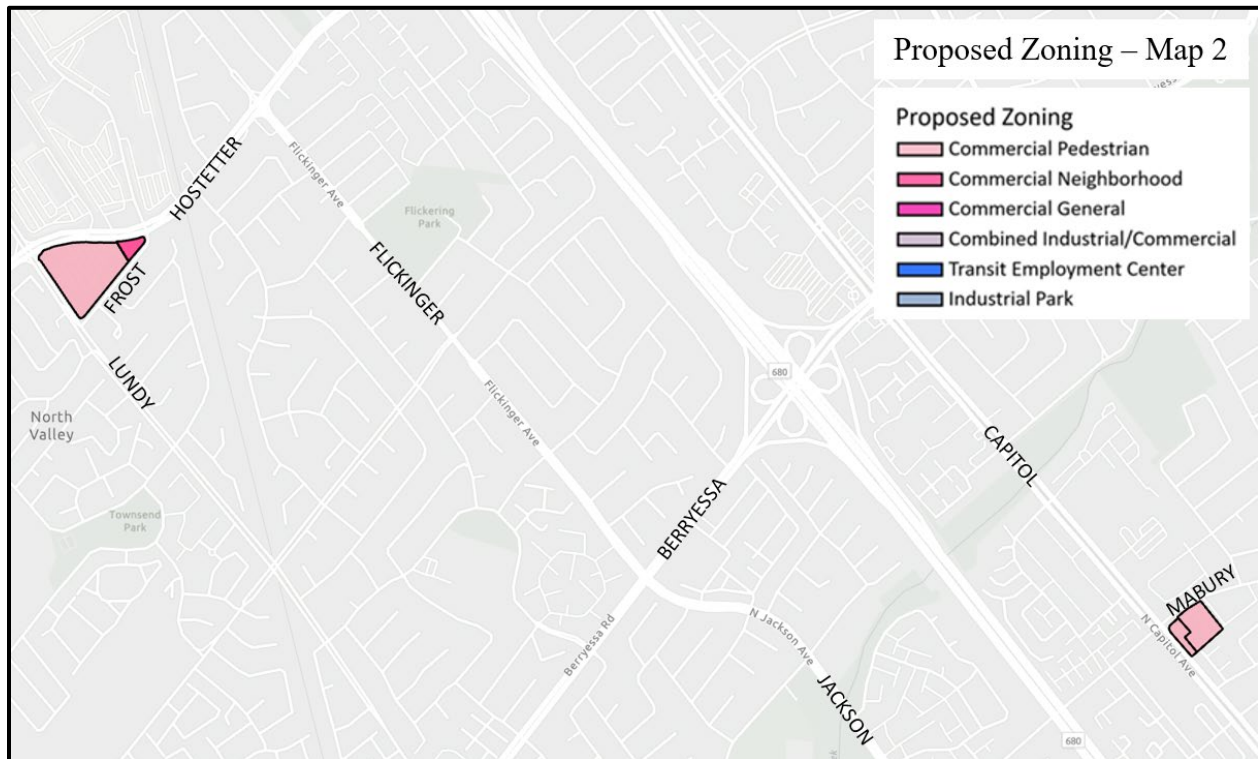 Proposed Zoning – Map 2
Proposed Zoning
Commercial Pedestrian
Commercial Neighborhood
Commercial General
Combined Industrial/Commercial
Transit Employment Center
Industrial Park
HOSTETTER
Flickinger Ave
Flickering
Park
FROST
FLICKINGER
LUNDY
680
North
Valley
Flickinger Ave
CAPITOL
BERRYESSA
Townsend
Park
MABURY
N Capitol Ave
Berryessa Rd
N Jackson Ave
JACKSON
680